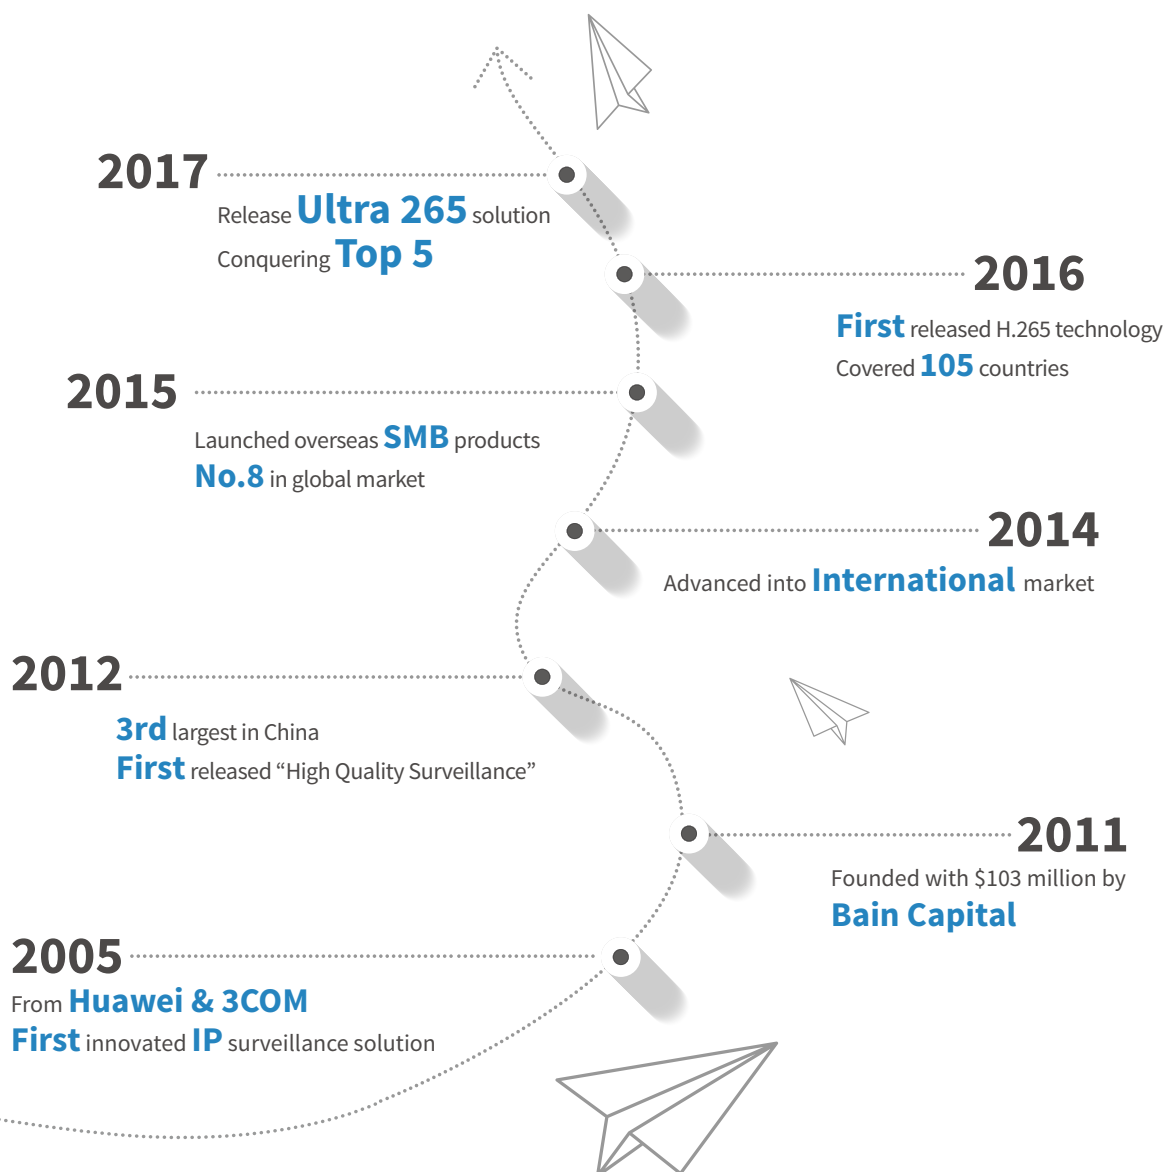 2017
Release Ultra 265 solution
Conquering Top 5
2016
First released H.265 technology
Covered 105 countries
2015
Launched overseas SMB products
No.8 in global market
2014
Advanced into International market
2012
3rd largest in China
First released “High Quality Surveillance”
2011
Founded with $103 million by
Bain Capital
2005
From Huawei & 3COM
First innovated IP surveillance solution